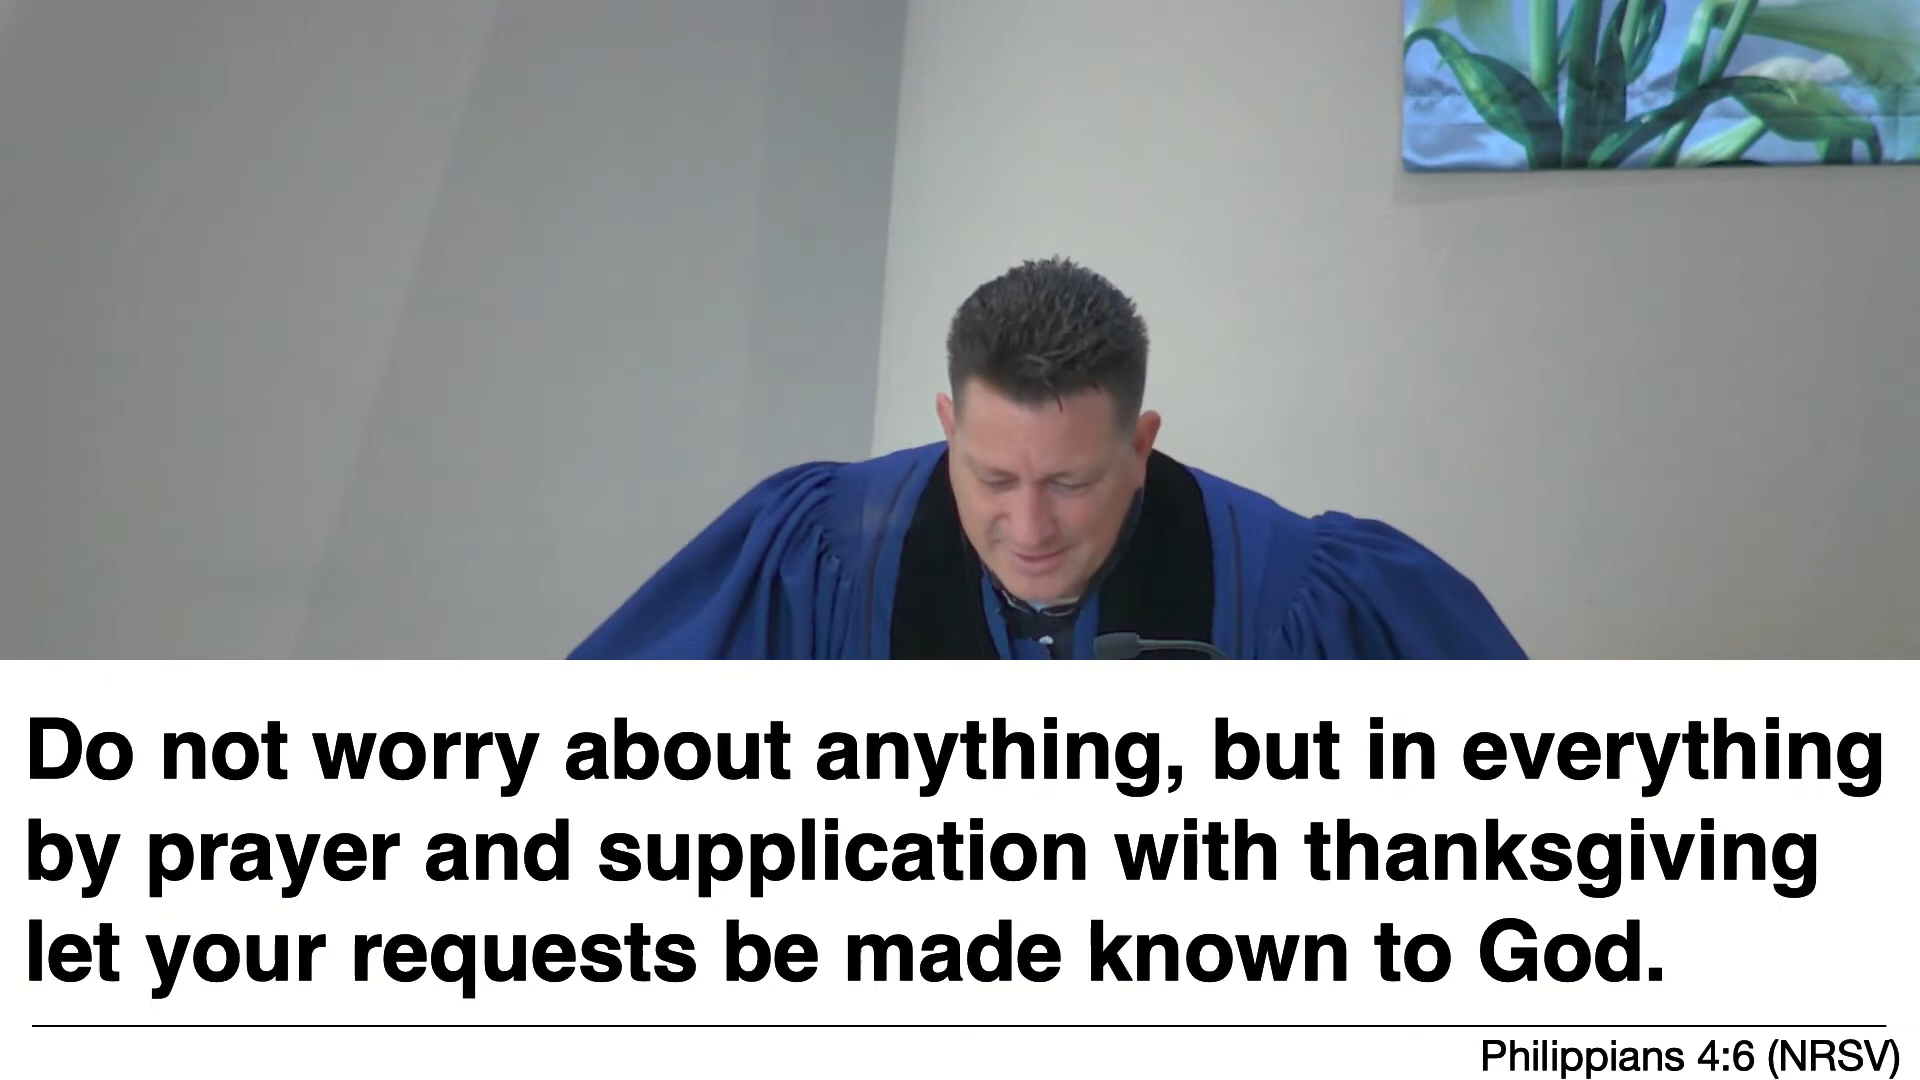 Do not worry about anything, but in everything
by prayer and supplication with thanksgiving
let your requests be made known to God.
Philippians 4:6 (NRSV)